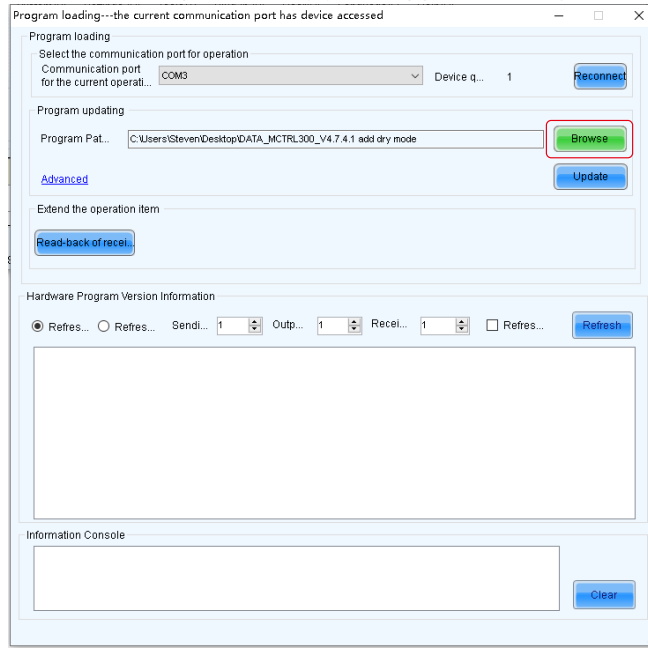 Program loading---the current communication port has device accessed
Program loading
Select the communication port for operation
Communication port
for the current operati...
COM3
Device q...
1
Reconnect
Program updating
Program Pat...
C:\Users\Steven\Desktop\DATA_MCTRL300_V4.7.4.1 add dry mode
Browse
Advanced
Update
Extend the operation item
Read-back of recei...
Hardware Program Version Information
Refres...
Refres...
Sendi...
1
Outp...
1
Recei...
1
Refres...
Refresh
Information Console
Clear